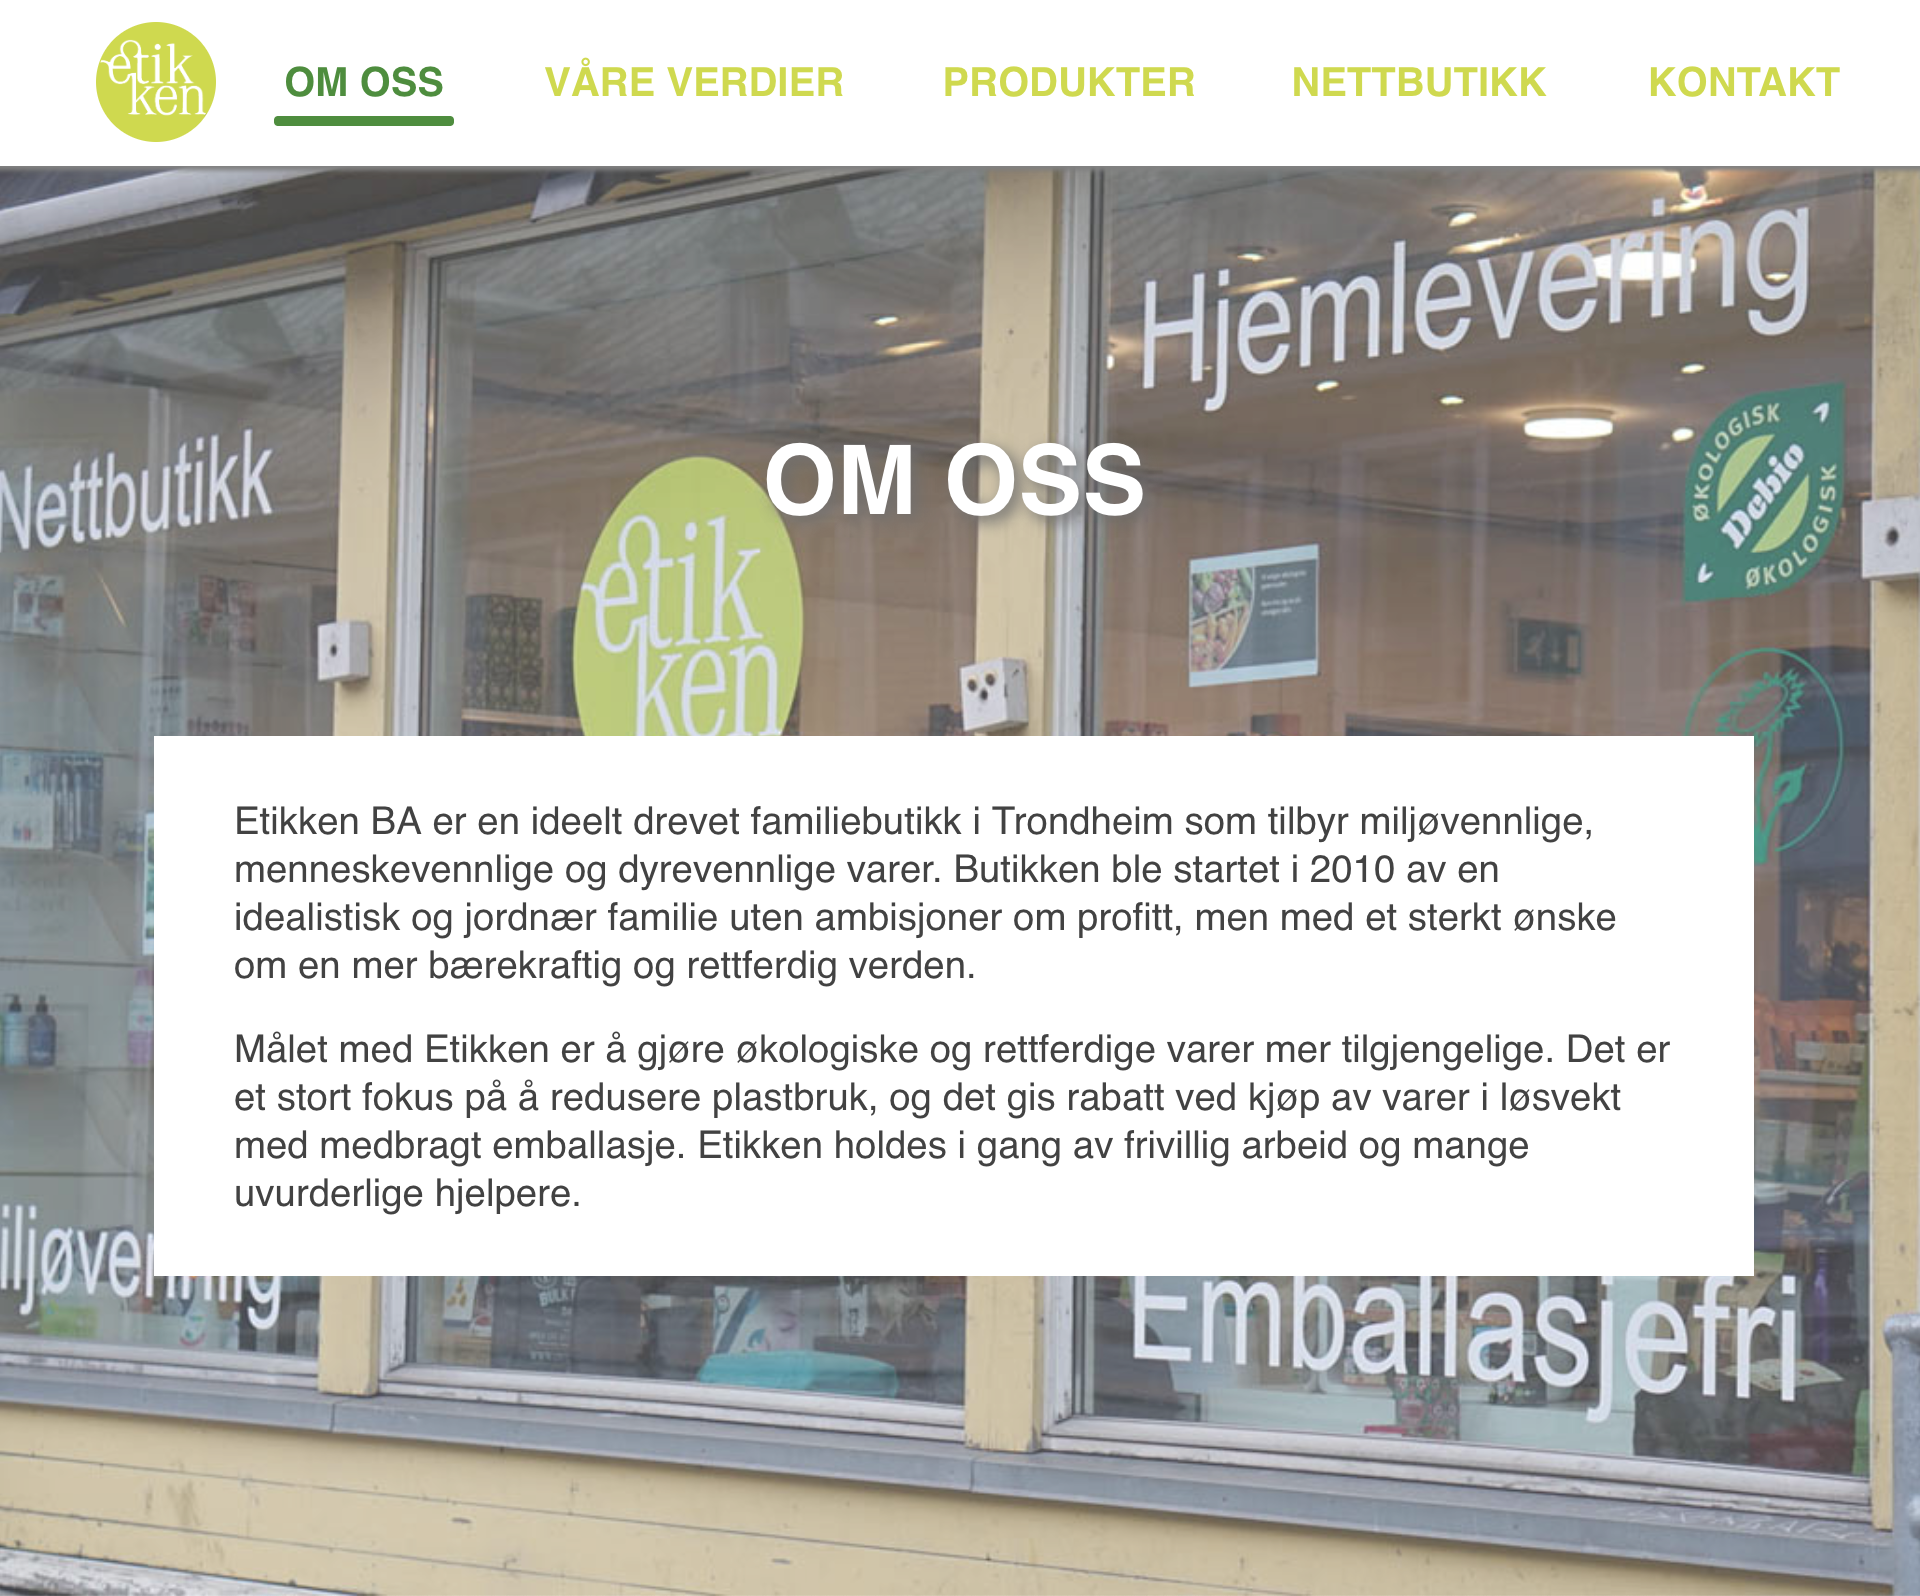 etik
ken
OM OSS
VÅRE VERDIER
PRODUKTER
NETTBUTIKK
KONTAKT
Hjemlevering
ØKOLOGISK
Debio
ØKOLOGISK
Nettbutikk
OM OSS
etik
ken
Etikken BA er en ideelt drevet familiebutikk i Trondheim som tilbyr miljøvennlige,
menneskevennlige og dyrevennlige varer. Butikken ble startet i 2010 av en
idealistisk og jordnær familie uten ambisjoner om profitt, men med et sterkt ønske
om en mer bærekraftig og rettferdig verden.
Målet med Etikken er å gjøre økologiske og rettferdige varer mer tilgjengelige. Det er
et stort fokus på å redusere plastbruk, og det gis rabatt ved kjøp av varer i løsvekt
med medbragt emballasje. Etikken holdes i gang av frivillig arbeid og mange
uvurderlige hjelpere.
BULK
Emballasjefri